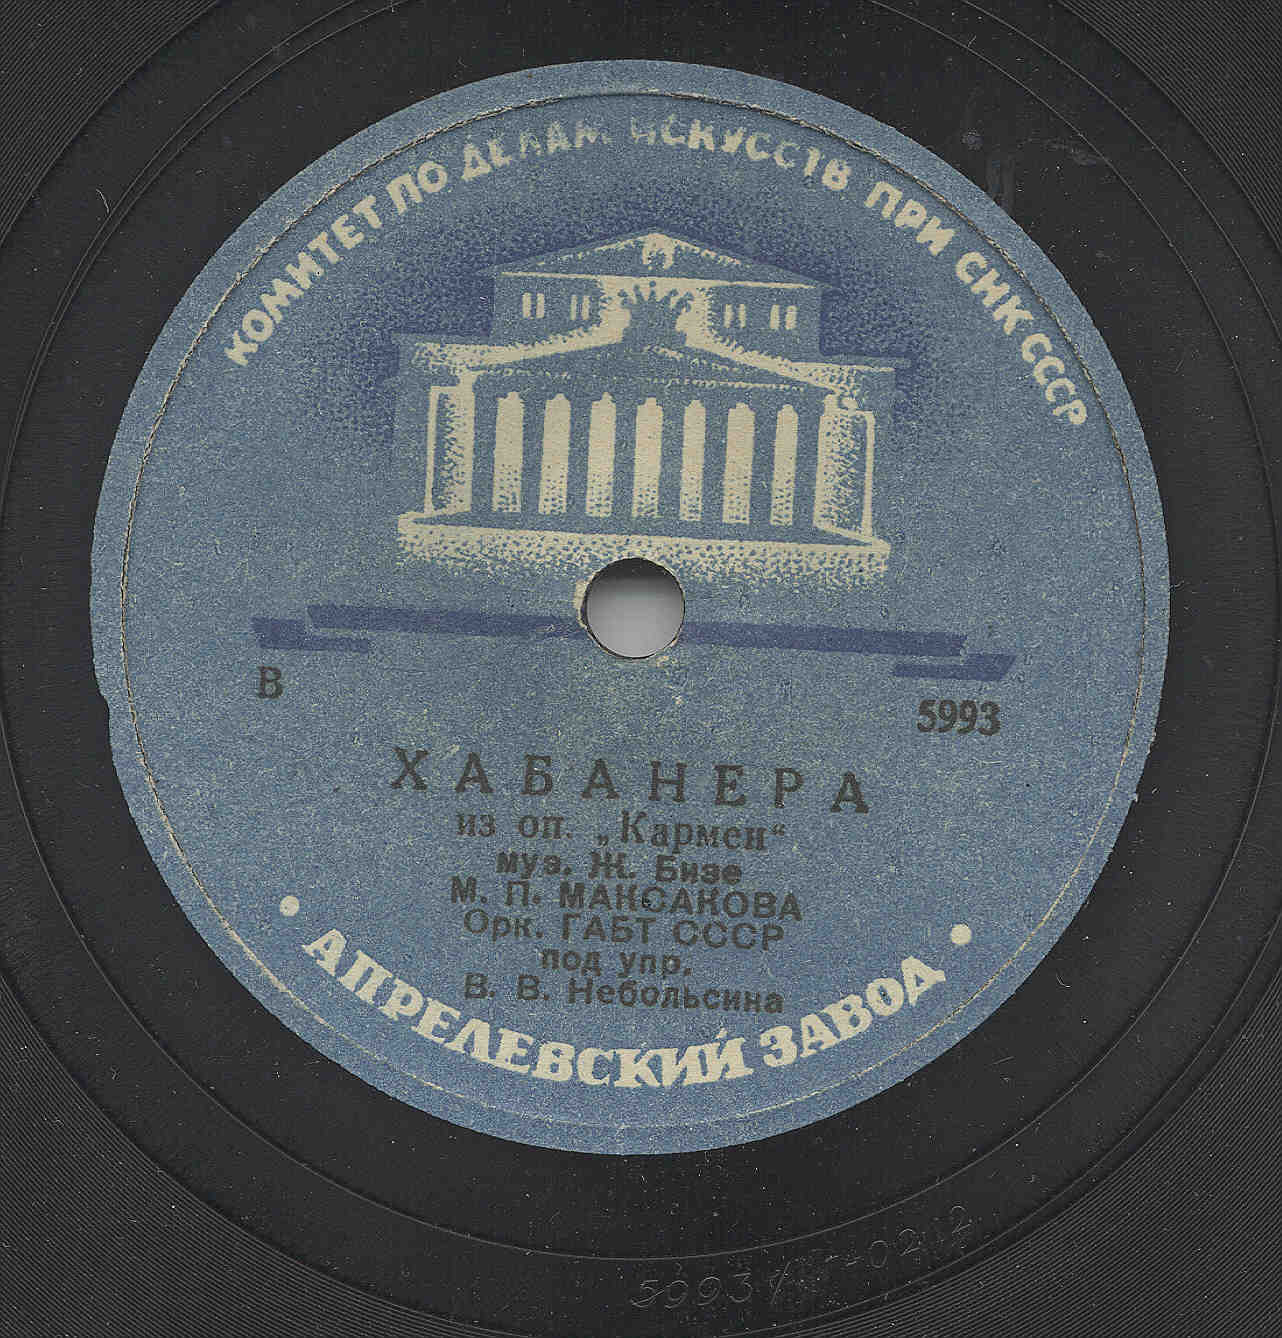 КОМИТЕТ ПО ДЕЛАМ ИСКУССТВ ПРИ СНК СССР
В
5993
ХАБАНЕРА
из оп. „Кармен“
муз. Ж. Бизе
М. П. МАКСАКОВА
Орк. ГАБТ СССР
под упр.
В. В. Небольсина
• АПРЕЛЕВСКИЙ ЗАВОД •
5993